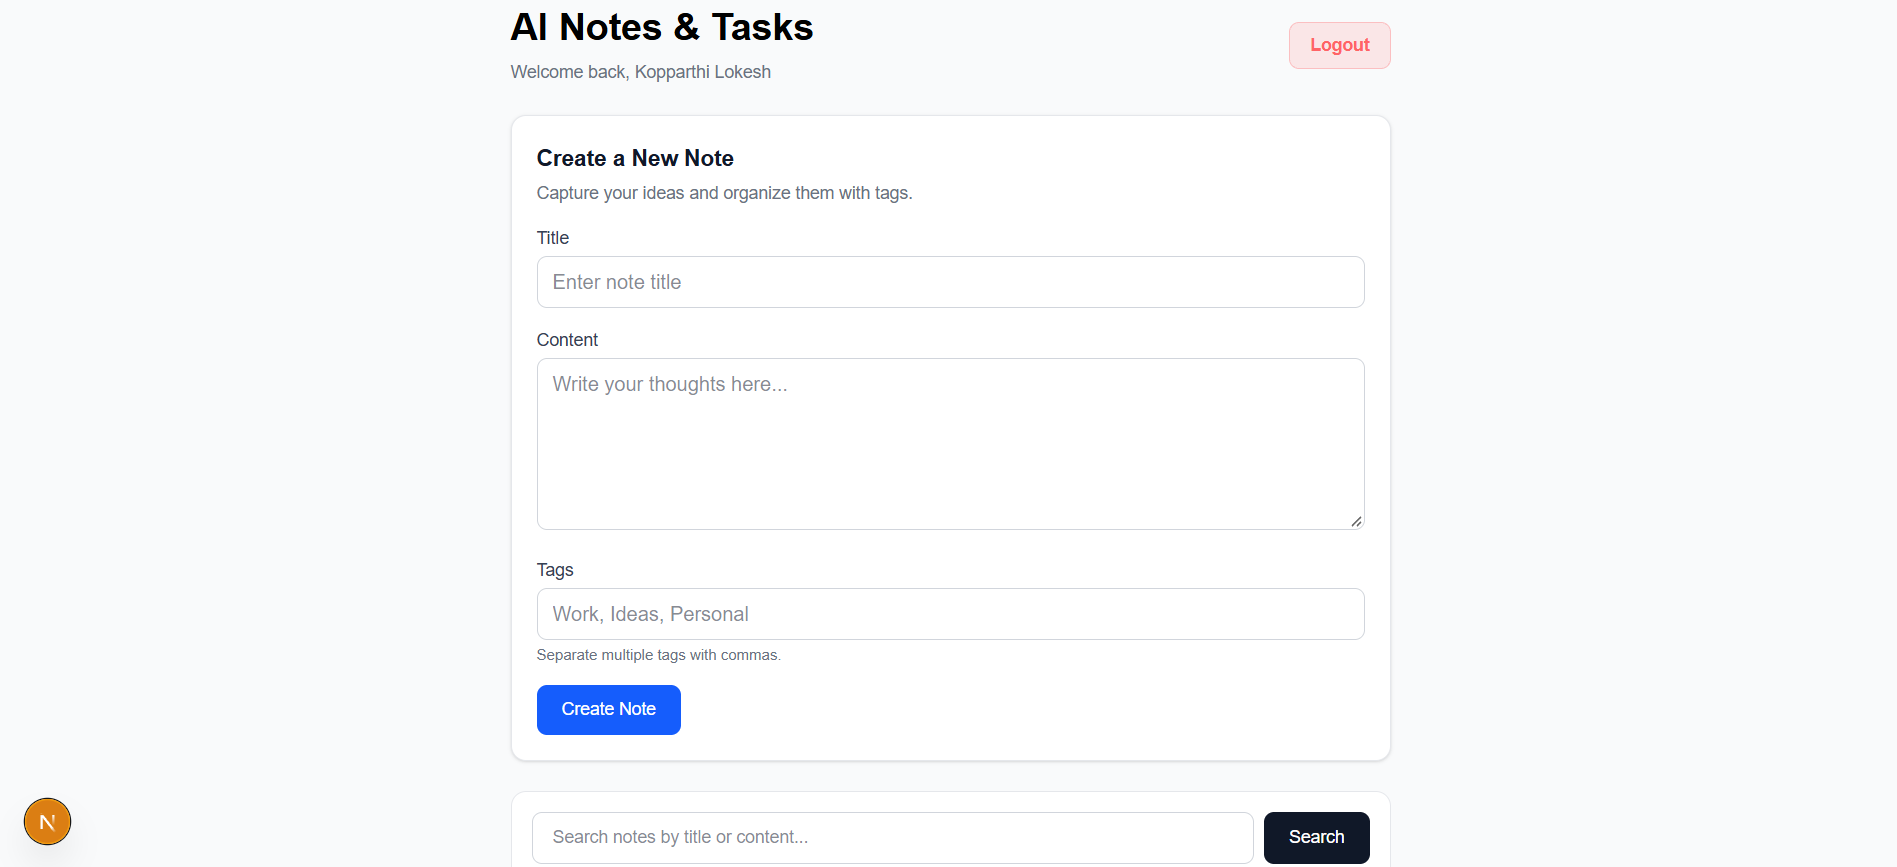 AI Notes & Tasks
Logout
Welcome back, Kopparthi Lokesh
Create a New Note
Capture your ideas and organize them with tags.
Title
Enter note title
Content
Write your thoughts here...
Tags
Work, Ideas, Personal
Separate multiple tags with commas.
Create Note
N
Search notes by title or content...
Search